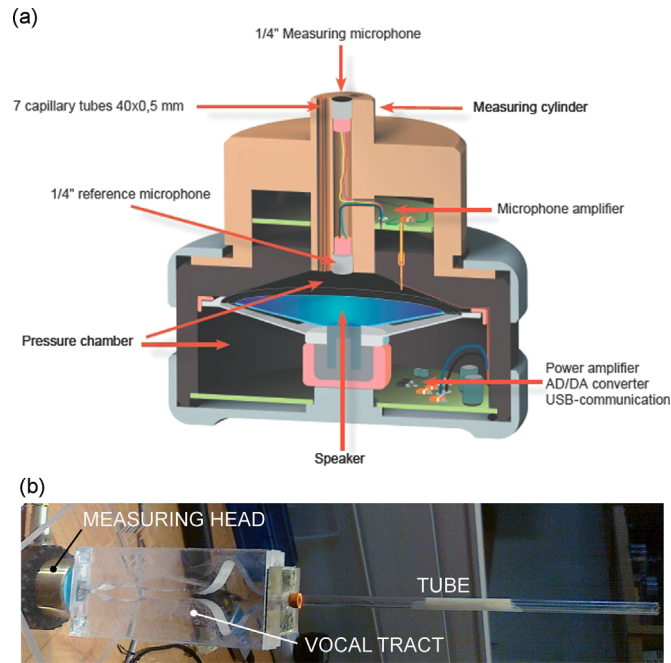 (a)
1/4" Measuring microphone
7 capillary tubes 40x0,5 mm
Measuring cylinder
1/4" reference microphone
Microphone amplifier
Pressure chamber
Power amplifier
AD/DA converter
USB-communication
Speaker
(b)
MEASURING HEAD
TUBE
VOCAL TRACT